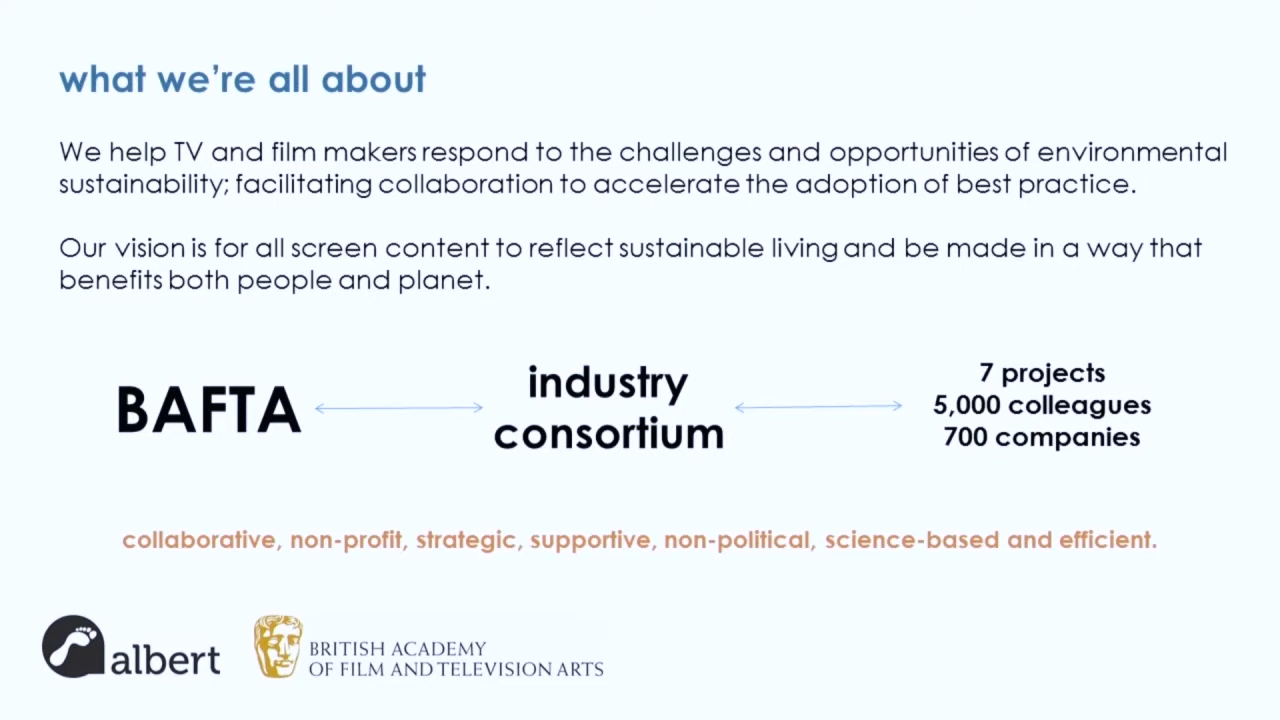 what we're all about
We help TV and film makers respond to the challenges and opportunities of environmental
sustainability; facilitating collaboration to accelerate the adoption of best practice.
Our vision is for all screen content to reflect sustainable living and be made in a way that
benefits both people and planet.
BAFTA
industry
consortium
7 projects
5,000 colleagues
700 companies
collaborative, non-profit, strategic, supportive, non-political, science-based and efficient.
albert
BRITISH ACADEMY
OF FILM AND TELEVISION ARTS